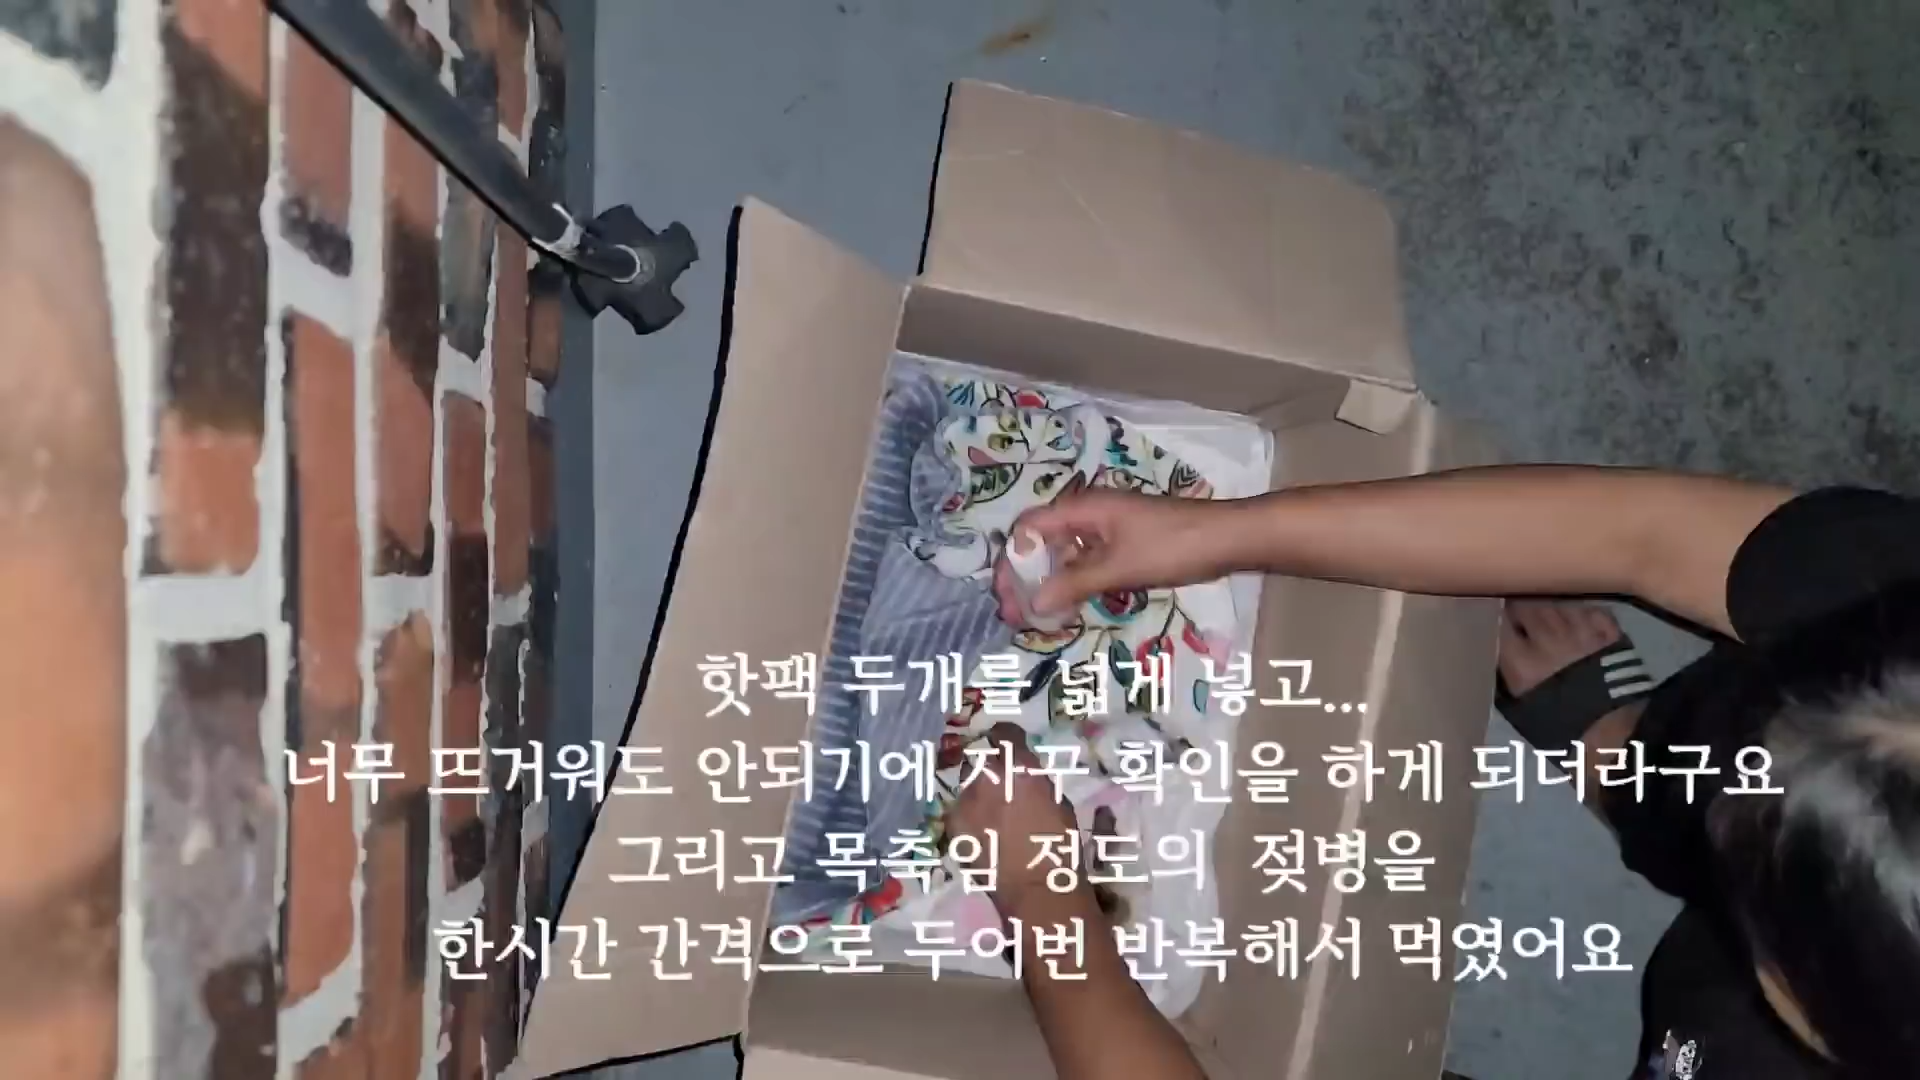 핫팩 두개를 넓게 넣고...
너무 뜨거워도 안되기에 자꾸 확인을 하게 되더라구요
그리고 목축임 정도의 젖병을
한시간 간격으로 두어번 반복해서 먹였어요